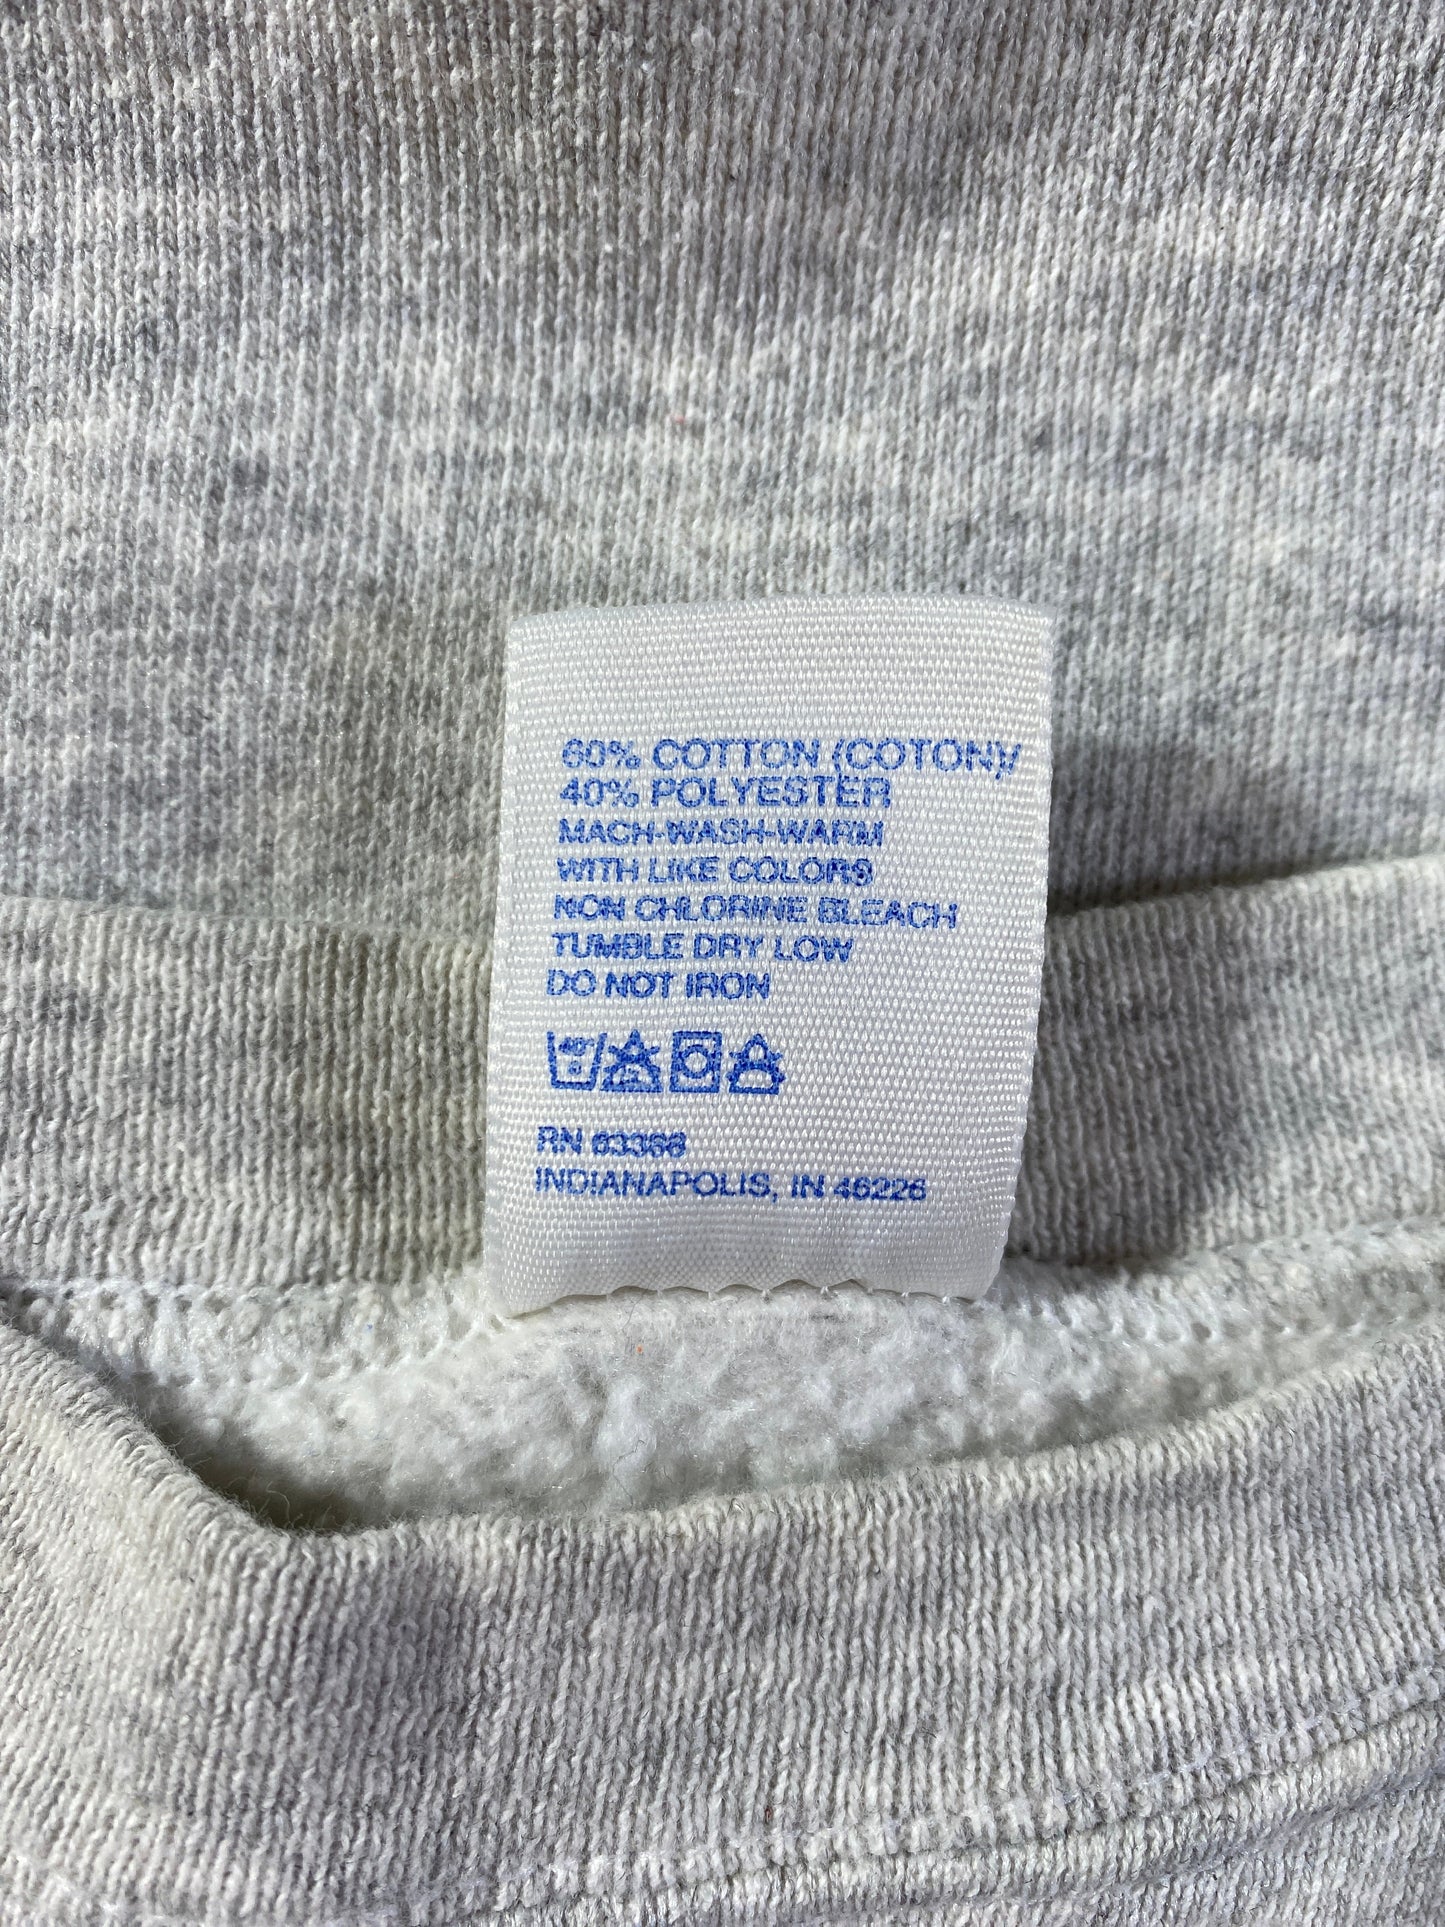 60% COTTON (COTON)/
40% POLYESTER
MACH-WASH-WARM
WITH LIKE COLORS
NON CHLORINE BLEACH
TUMBLE DRY LOW
DO NOT IRON
40°
RN 63368
INDIANAPOLIS, IN 46226